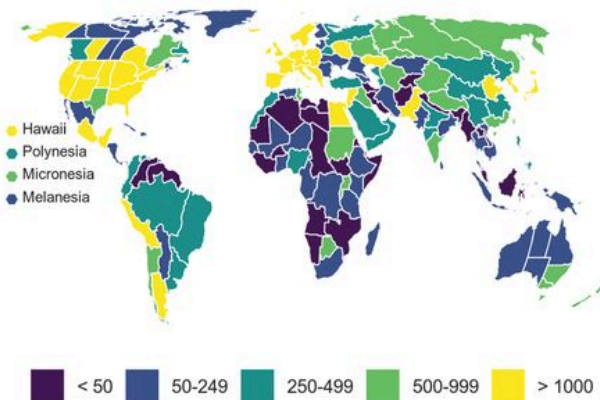 Hawaii
Polynesia
Micronesia
Melanesia
< 50
50-249
250-499
500-999
> 1000